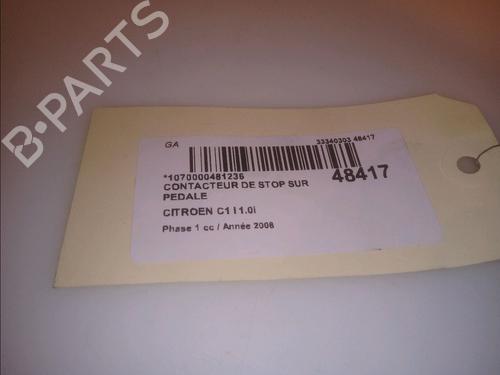 B-PARTS
GA
33340303 48417
*1070000481236
48417
CONTACTEUR DE STOP SUR
PEDALE
CITROEN C1 I 1.0i
Phase 1 cc / Année 2008